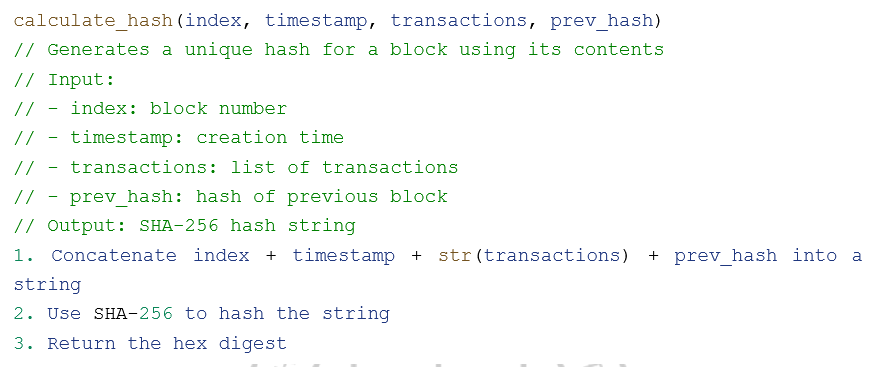 calculate_hash(index, timestamp, transactions, prev_hash)
// Generates a unique hash for a block using its contents
// Input:
// - index: block number
// - timestamp: creation time
// - transactions: list of transactions
// - prev_hash: hash of previous block
// Output: SHA-256 hash string
1. Concatenate index + timestamp + str(transactions) + prev_hash into a
string
2. Use SHA-256 to hash the string
3. Return the hex digest